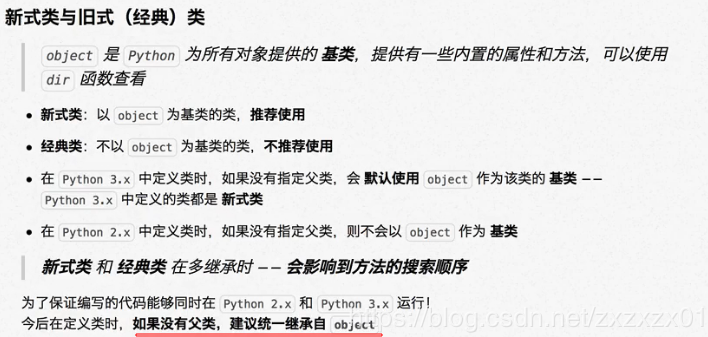 新式类与旧式（经典）类
object 是 Python 为所有对象提供的 基类，提供有一些内置的属性和方法，可以使用
dir 函数查看
• 新式类：以 object 为基类的类，推荐使用
• 经典类：不以 object 为基类的类，不推荐使用
• 在 Python 3.x 中定义类时，如果没有指定父类，会 默认使用 object 作为该类的 基类 ——
Python 3.x 中定义的类都是 新式类
• 在 Python 2.x 中定义类时，如果没有指定父类，则不会以 object 作为 基类
新式类 和 经典类 在多继承时 —— 会影响到方法的搜索顺序
为了保证编写的代码能够同时在 Python 2.x 和 Python 3.x 运行！
今后在定义类时，如果没有父类，建议统一继承自 object
https://blog.csdn.net/zxzxzx01